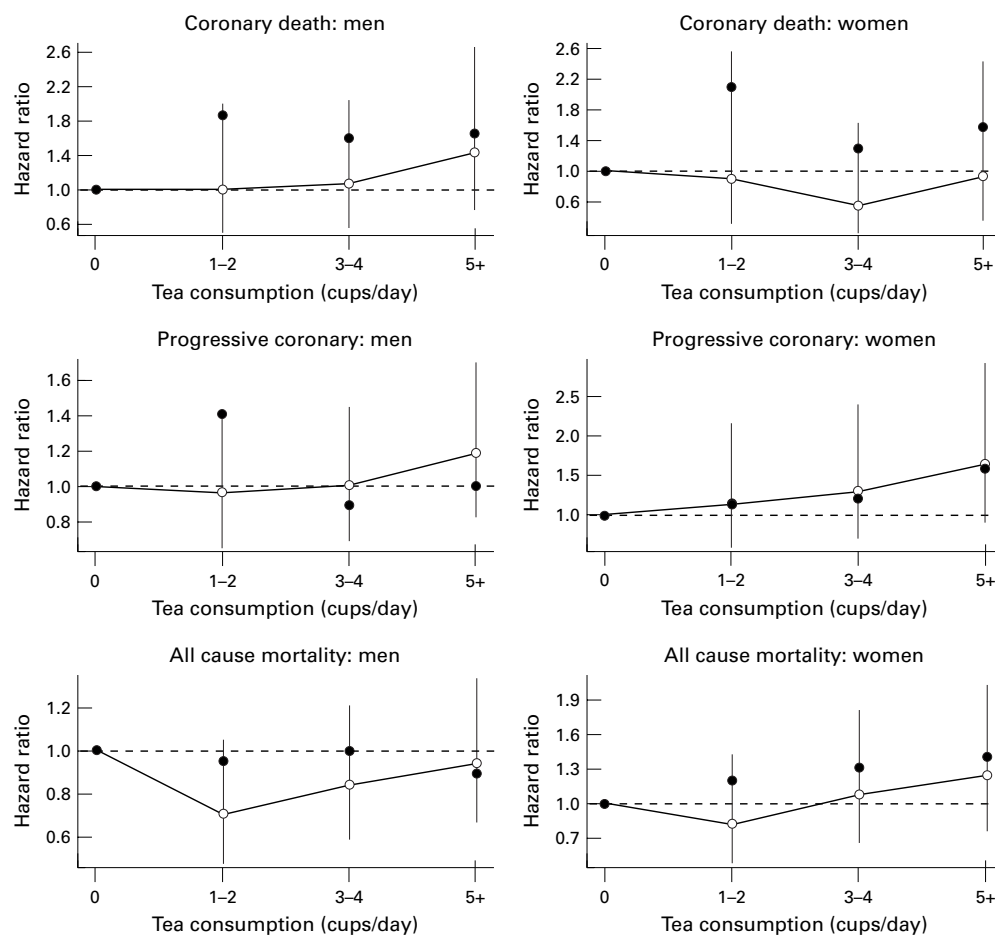 Coronary death: men
Hazard ratio
2.6
2.2
1.8
1.4
1.0
0.6
0 1–2 3–4 5+
Tea consumption (cups/day)
Coronary death: women
Hazard ratio
2.6
2.2
1.4
1.0
0.6
0 1–2 3–4 5+
Tea consumption (cups/day)
Progressive coronary: men
Hazard ratio
1.6
1.4
1.2
1.0
0.8
0 1–2 3–4 5+
Tea consumption (cups/day)
Progressive coronary: women
Hazard ratio
2.5
2.0
1.5
1.0
0 1–2 3–4 5+
Tea consumption (cups/day)
All cause mortality: men
Hazard ratio
1.2
1.0
0.8
0.6
0 1–2 3–4 5+
Tea consumption (cups/day)
All cause mortality: women
Hazard ratio
1.9
1.6
1.3
1.0
0.7
0 1–2 3–4 5+
Tea consumption (cups/day)